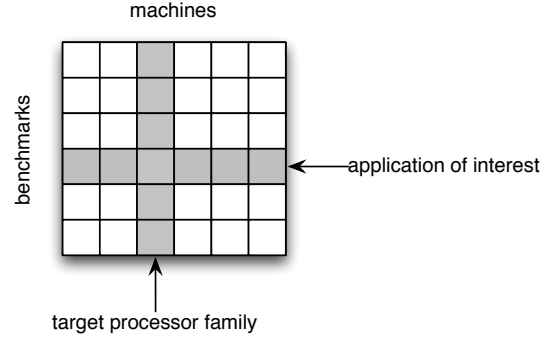 machines
benchmarks
application of interest
target processor family